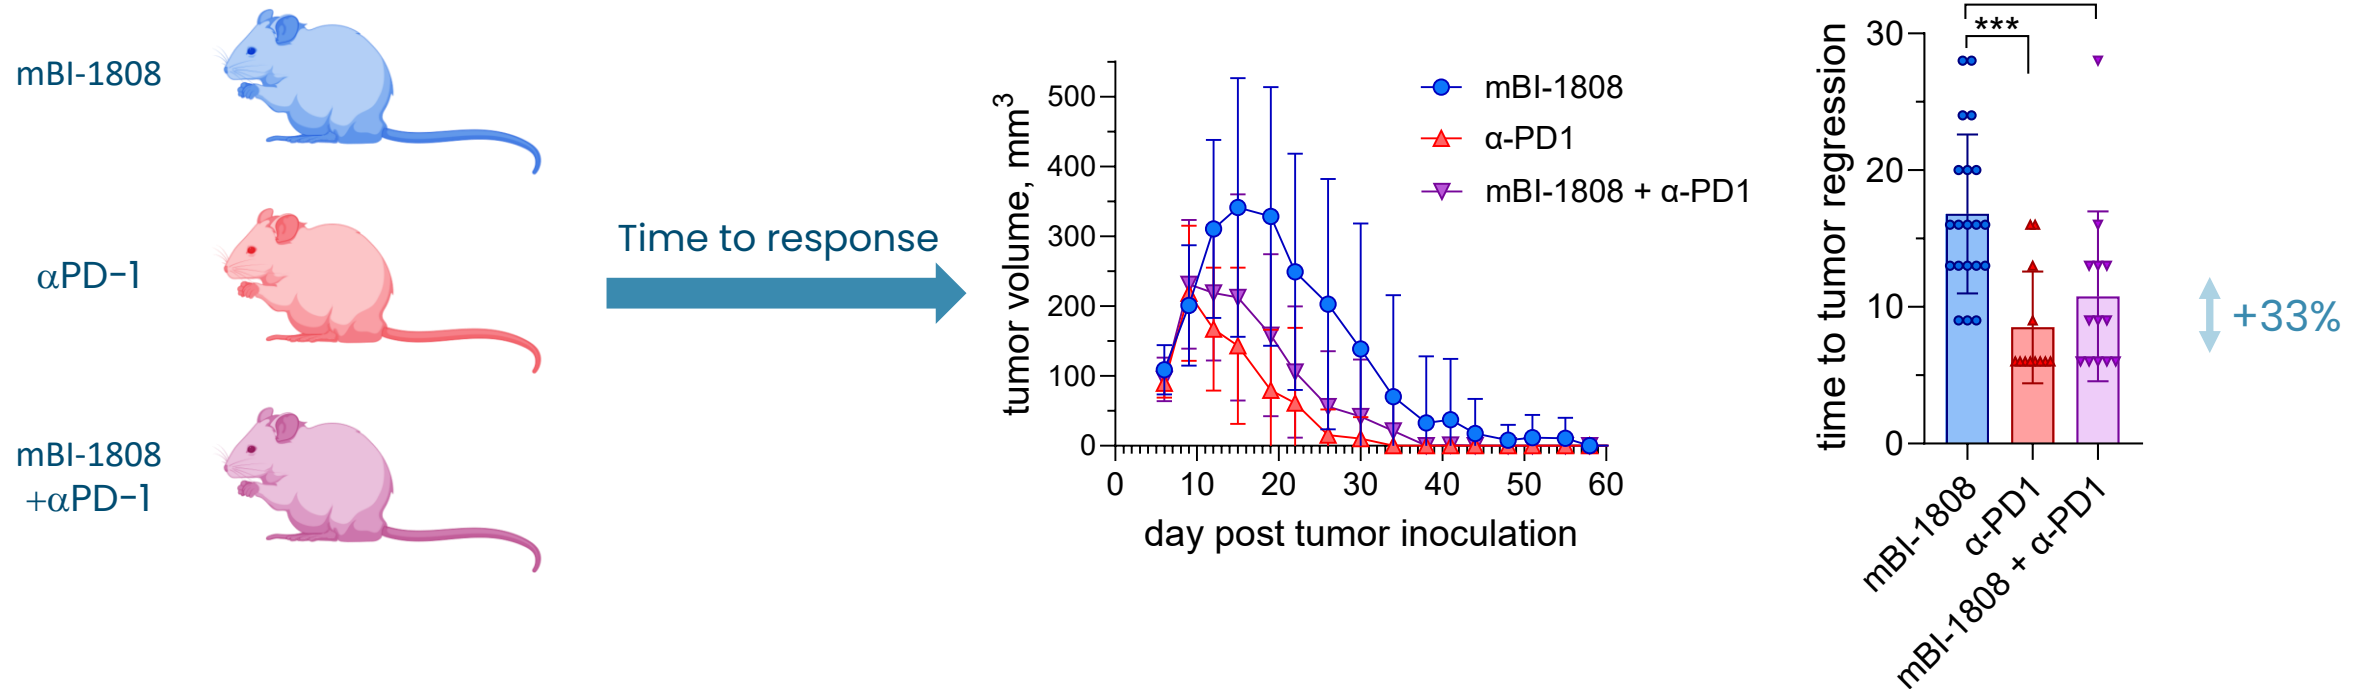 mBI-1808
αPD-1
mBI-1808
+αPD-1
Time to response
tumor volume, mm³
500
400
300
200
100
0
0 10 20 30 40 50 60
day post tumor inoculation
mBI-1808
α-PD1
mBI-1808 + α-PD1
time to tumor regression
30
20
10
0
***
mBI-1808
α-PD1
mBI-1808 + α-PD1
+33%